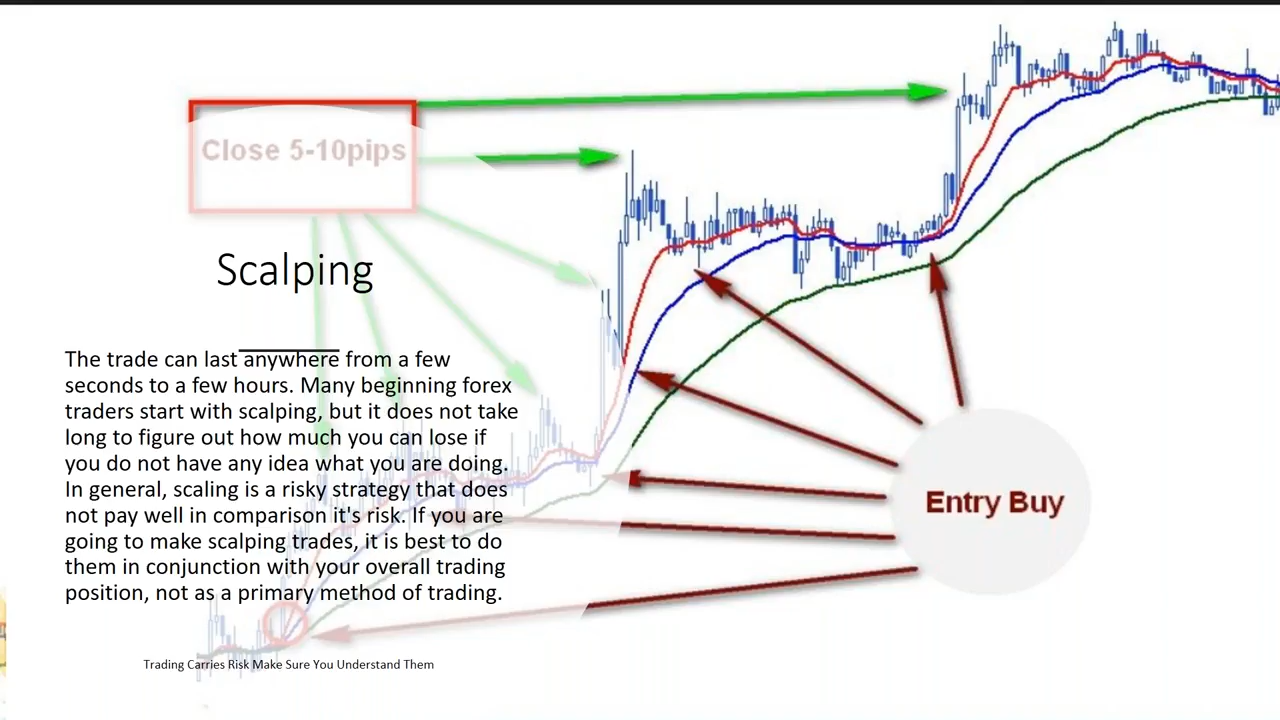 Close 5-10pips
Scalping
The trade can last anywhere from a few
seconds to a few hours. Many beginning forex
traders start with scalping, but it does not take
long to figure out how much you can lose if
you do not have any idea what you are doing.
In general, scaling is a risky strategy that does
not pay well in comparison it's risk. If you are
going to make scalping trades, it is best to do
them in conjunction with your overall trading
position, not as a primary method of trading.
Entry Buy
Trading Carries Risk Make Sure You Understand Them